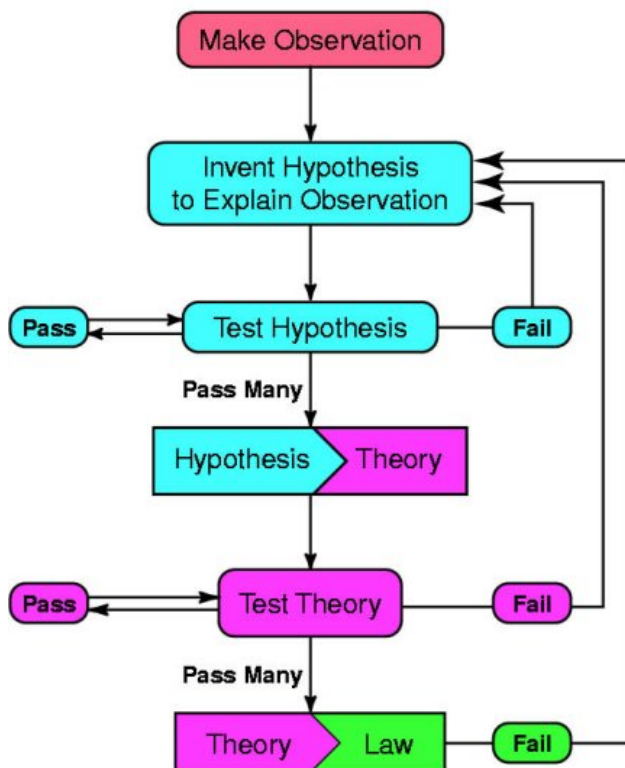 Make Observation
Invent Hypothesis
to Explain Observation
Pass
Test Hypothesis
Fail
Pass Many
Hypothesis
Theory
Pass
Test Theory
Fail
Pass Many
Theory
Law
Fail